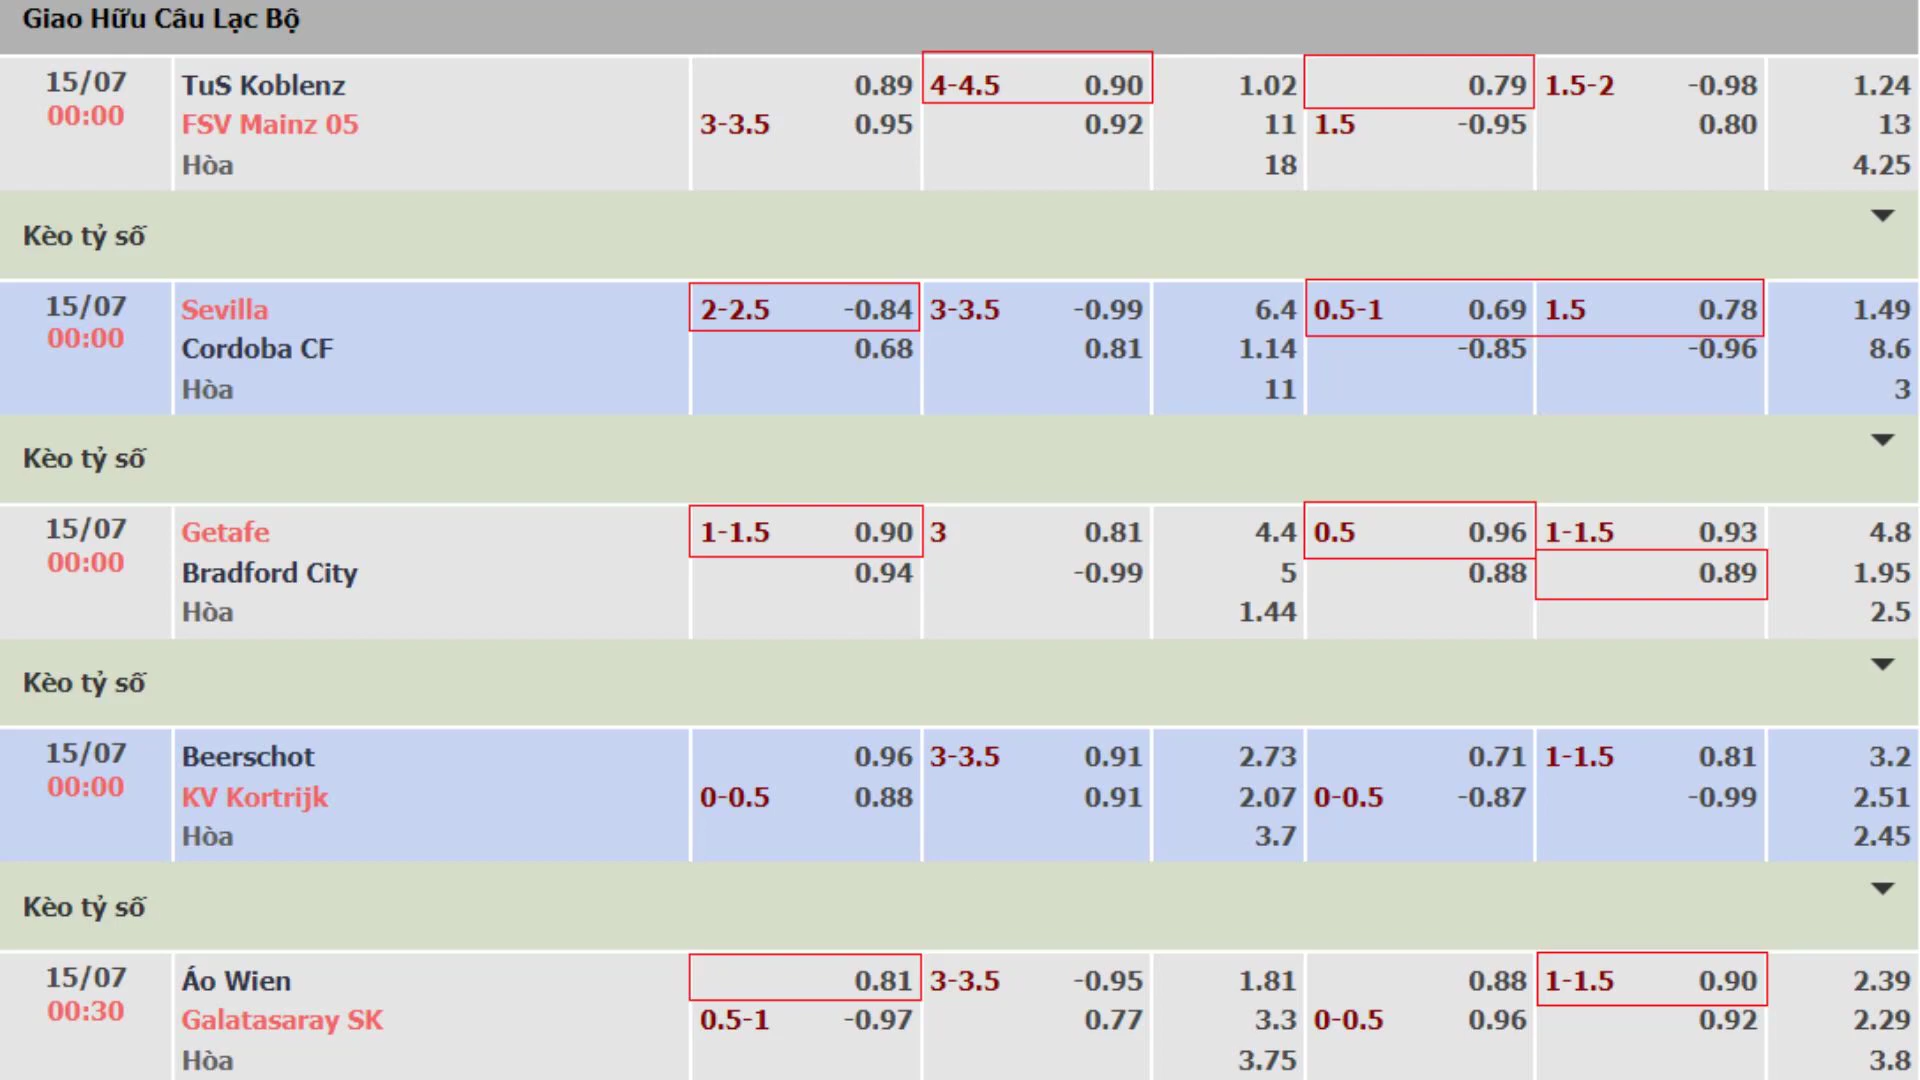 Giao Hữu Câu Lạc Bộ
15/07 TuS Koblenz 0.89 4-4.5 0.90 1.02 0.79 1.5-2 -0.98 1.24
00:00 FSV Mainz 05 3-3.5 0.95 0.92 11 1.5 -0.95 0.80 13
Hòa 18 4.25
Kèo tỷ số
15/07 Sevilla 2-2.5 -0.84 3-3.5 -0.99 6.4 0.5-1 0.69 1.5 0.78 1.49
00:00 Cordoba CF 0.68 0.81 1.14 -0.85 -0.96 8.6
Hòa 11 3
Kèo tỷ số
15/07 Getafe 1-1.5 0.90 3 0.81 4.4 0.5 0.96 1-1.5 0.93 4.8
00:00 Bradford City 0.94 -0.99 5 0.88 0.89 1.95
Hòa 1.44 2.5
Kèo tỷ số
15/07 Beerschot 0.96 3-3.5 0.91 2.73 0.71 1-1.5 0.81 3.2
00:00 KV Kortrijk 0-0.5 0.88 0.91 2.07 0-0.5 -0.87 -0.99 2.51
Hòa 3.7 2.45
Kèo tỷ số
15/07 Áo Wien 0.81 3-3.5 -0.95 1.81 0.88 1-1.5 0.90 2.39
00:30 Galatasaray SK 0.5-1 -0.97 0.77 3.3 0-0.5 0.96 0.92 2.29
Hòa 3.75 3.8